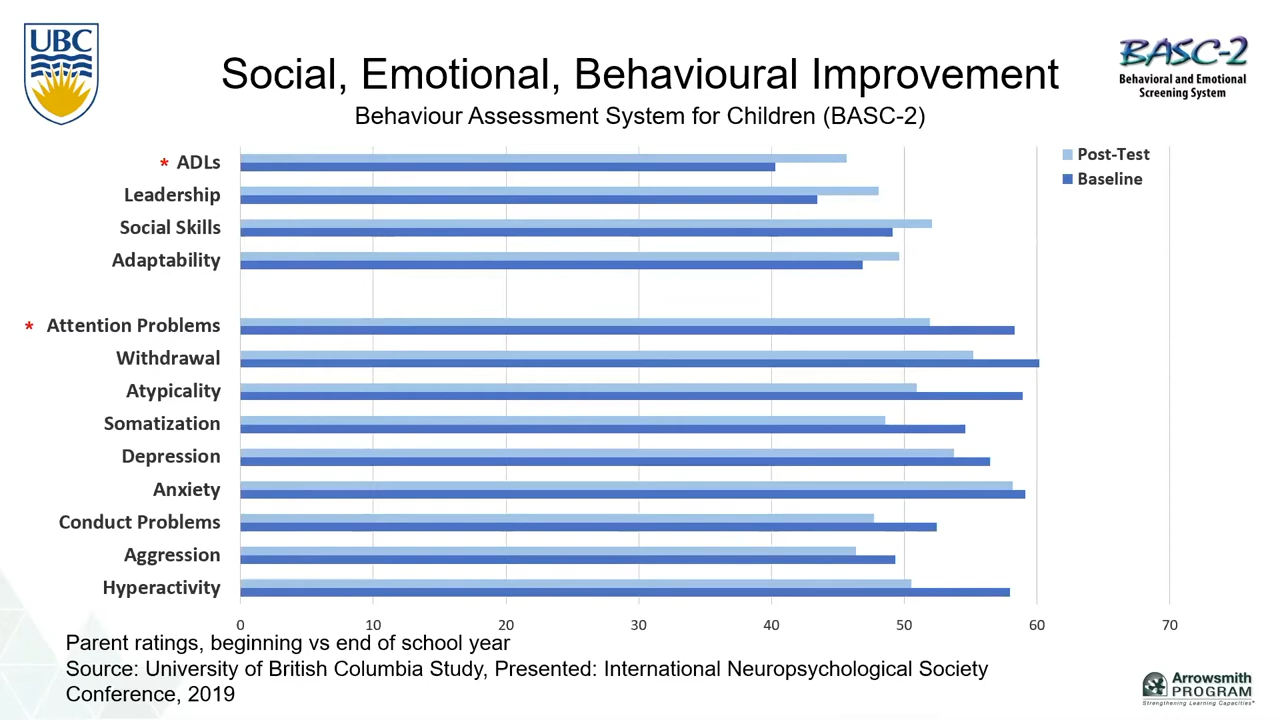 UBC
Social, Emotional, Behavioural Improvement
Behaviour Assessment System for Children (BASC-2)
BASC-2
Behavioral and Emotional
Screening System
Post-Test
Baseline
* ADLs
Leadership
Social Skills
Adaptability
* Attention Problems
Withdrawal
Atypicality
Somatization
Depression
Anxiety
Conduct Problems
Aggression
Hyperactivity
0 10 20 30 40 50 60 70
Parent ratings, beginning vs end of school year
Source: University of British Columbia Study, Presented: International Neuropsychological Society
Conference, 2019
Arrowsmith
PROGRAM
Strengthening Learning Capacities®